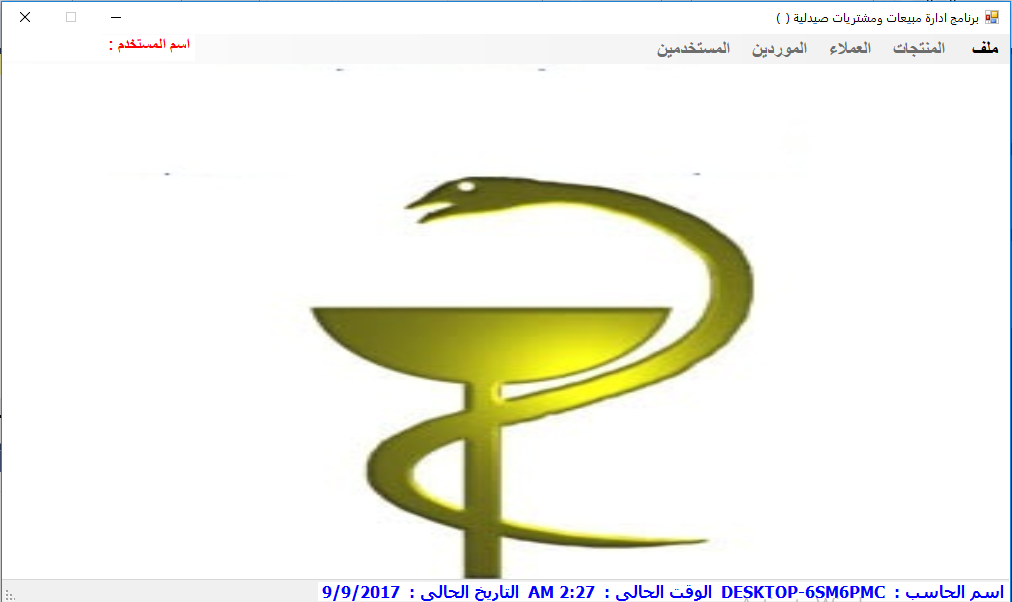 برنامج ادارة مبيعات ومشتريات صيدلية ( )
ملف المنتجات العملاء الموردين المستخدمين
اسم المستخدم :
اسم الحاسب : DESKTOP-6SM6PMC الوقت الحالى : 2:27 AM التاريخ الحالى : 9/9/2017